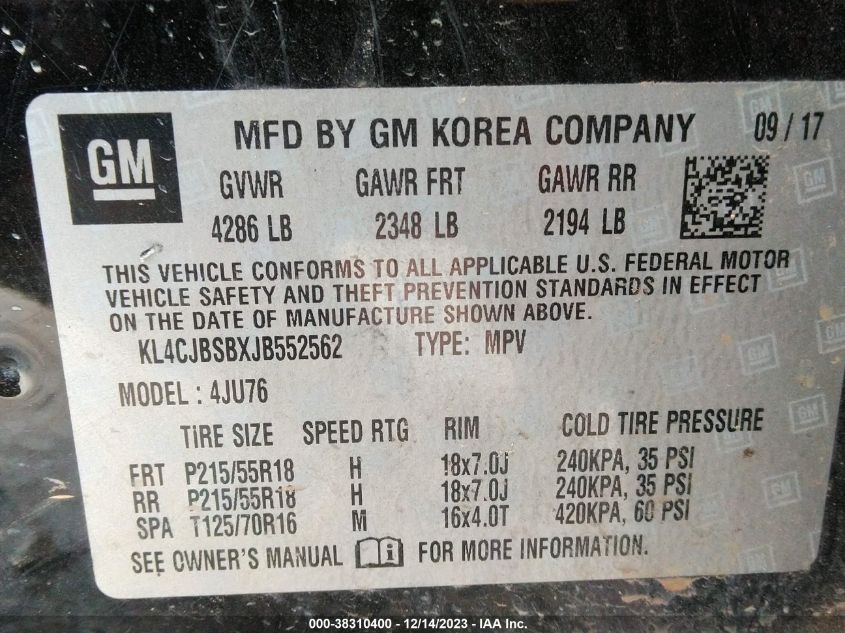 GM MFD BY GM KOREA COMPANY 09 / 17
GVWR GAWR FRT GAWR RR
4286 LB 2348 LB 2194 LB
THIS VEHICLE CONFORMS TO ALL APPLICABLE U.S. FEDERAL MOTOR
VEHICLE SAFETY AND THEFT PREVENTION STANDARDS IN EFFECT
ON THE DATE OF MANUFACTURE SHOWN ABOVE.
KL4CJBSBXJB552562 TYPE: MPV
MODEL: 4JU76
TIRE SIZE SPEED RTG RIM COLD TIRE PRESSURE
FRT P215/55R18 H 18x7.0J 240KPA, 35 PSI
RR P215/55R18 H 18x7.0J 240KPA, 35 PSI
SPA T125/70R16 M 16x4.0T 420KPA, 60 PSI
SEE OWNER'S MANUAL FOR MORE INFORMATION.
000-38310400 - 12/14/2023 - IAA Inc.